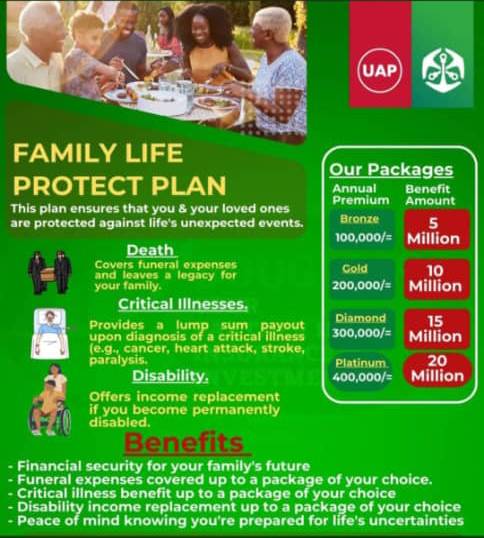 UAP
FAMILY LIFE
PROTECT PLAN
This plan ensures that you & your loved ones
are protected against life's unexpected events.
Death
Covers funeral expenses
and leaves a legacy for
your family.
Critical Illnesses.
Provides a lump sum payout
upon diagnosis of a critical illness
(e.g., cancer, heart attack, stroke,
paralysis.
Disability.
Offers income replacement
if you become permanently
disabled.
Our Packages
Annual Premium
Benefit Amount
Bronze
100,000/=
5 Million
Gold
200,000/=
10 Million
Diamond
300,000/=
15 Million
Platinum
400,000/=
20 Million
Benefits
- Financial security for your family's future
- Funeral expenses covered up to a package of your choice.
- Critical illness benefit up to a package of your choice
- Disability income replacement up to a package of your choice
- Peace of mind knowing you're prepared for life's uncertainties